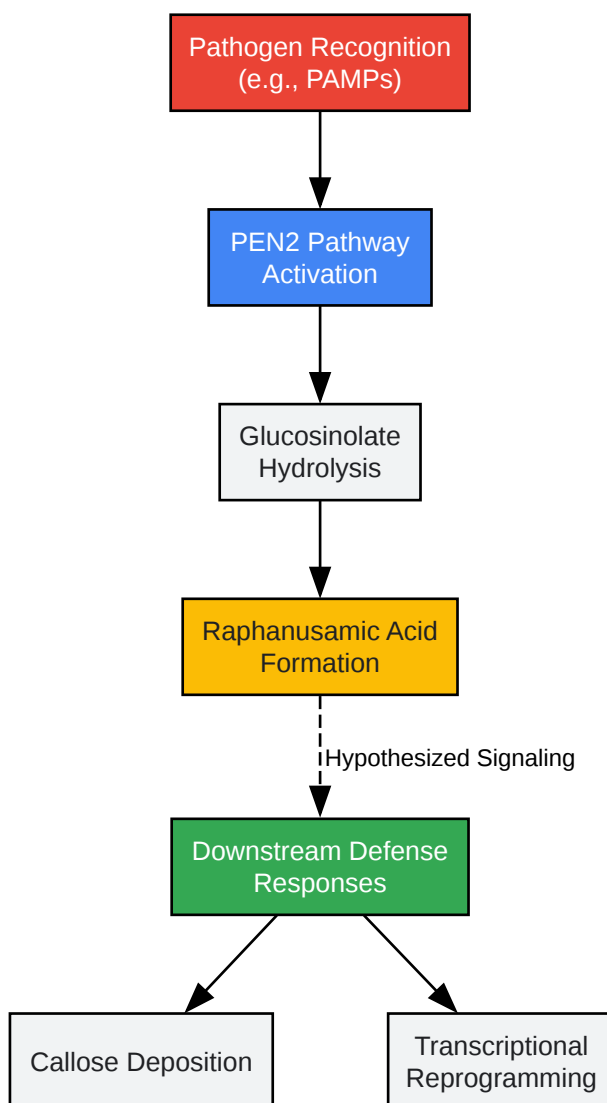 Pathogen Recognition
(e.g., PAMPs)
PEN2 Pathway
Activation
Glucosinolate
Hydrolysis
Raphanusamic Acid
Formation
Hypothesized Signaling
Downstream Defense
Responses
Callose Deposition
Transcriptional
Reprogramming